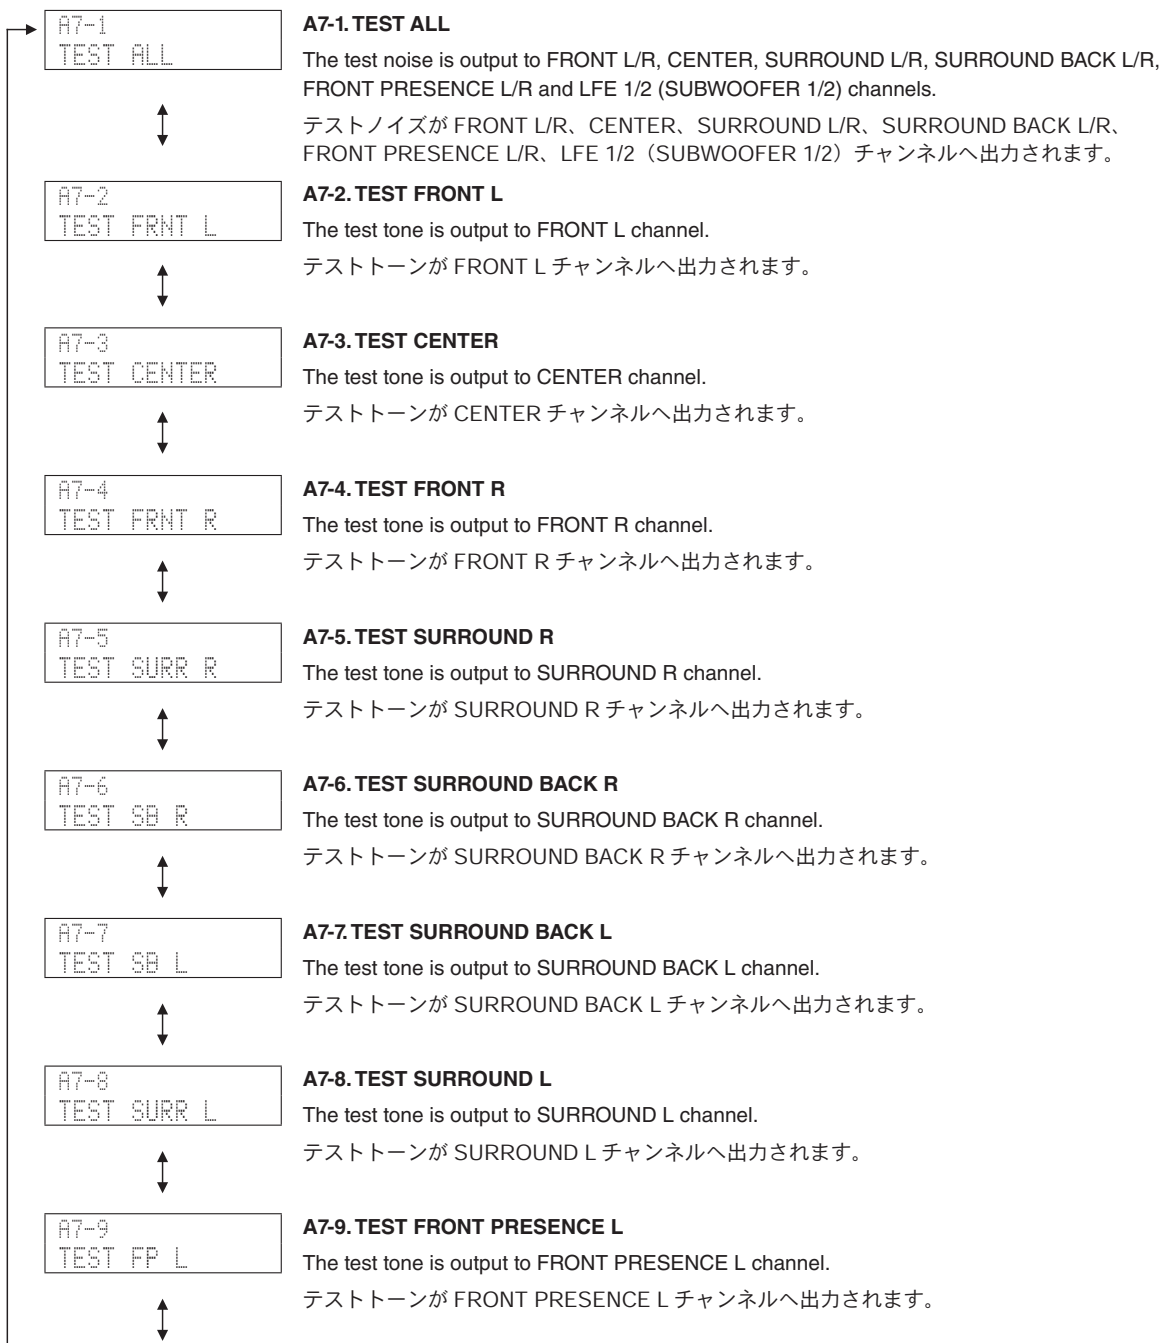 A7-1
TEST ALL
A7-1. TEST ALL
The test noise is output to FRONT L/R, CENTER, SURROUND L/R, SURROUND BACK L/R,
FRONT PRESENCE L/R and LFE 1/2 (SUBWOOFER 1/2) channels.
テストノイズが FRONT L/R、CENTER、SURROUND L/R、SURROUND BACK L/R、
FRONT PRESENCE L/R、LFE 1/2（SUBWOOFER 1/2）チャンネルへ出力されます。
A7-2
TEST FRNT L
A7-2. TEST FRONT L
The test tone is output to FRONT L channel.
テストトーンが FRONT L チャンネルへ出力されます。
A7-3
TEST CENTER
A7-3. TEST CENTER
The test tone is output to CENTER channel.
テストトーンが CENTER チャンネルへ出力されます。
A7-4
TEST FRNT R
A7-4. TEST FRONT R
The test tone is output to FRONT R channel.
テストトーンが FRONT R チャンネルへ出力されます。
A7-5
TEST SURR R
A7-5. TEST SURROUND R
The test tone is output to SURROUND R channel.
テストトーンが SURROUND R チャンネルへ出力されます。
A7-6
TEST SB R
A7-6. TEST SURROUND BACK R
The test tone is output to SURROUND BACK R channel.
テストトーンが SURROUND BACK R チャンネルへ出力されます。
A7-7
TEST SB L
A7-7. TEST SURROUND BACK L
The test tone is output to SURROUND BACK L channel.
テストトーンが SURROUND BACK L チャンネルへ出力されます。
A7-8
TEST SURR L
A7-8. TEST SURROUND L
The test tone is output to SURROUND L channel.
テストトーンが SURROUND L チャンネルへ出力されます。
A7-9
TEST FP L
A7-9. TEST FRONT PRESENCE L
The test tone is output to FRONT PRESENCE L channel.
テストトーンが FRONT PRESENCE L チャンネルへ出力されます。